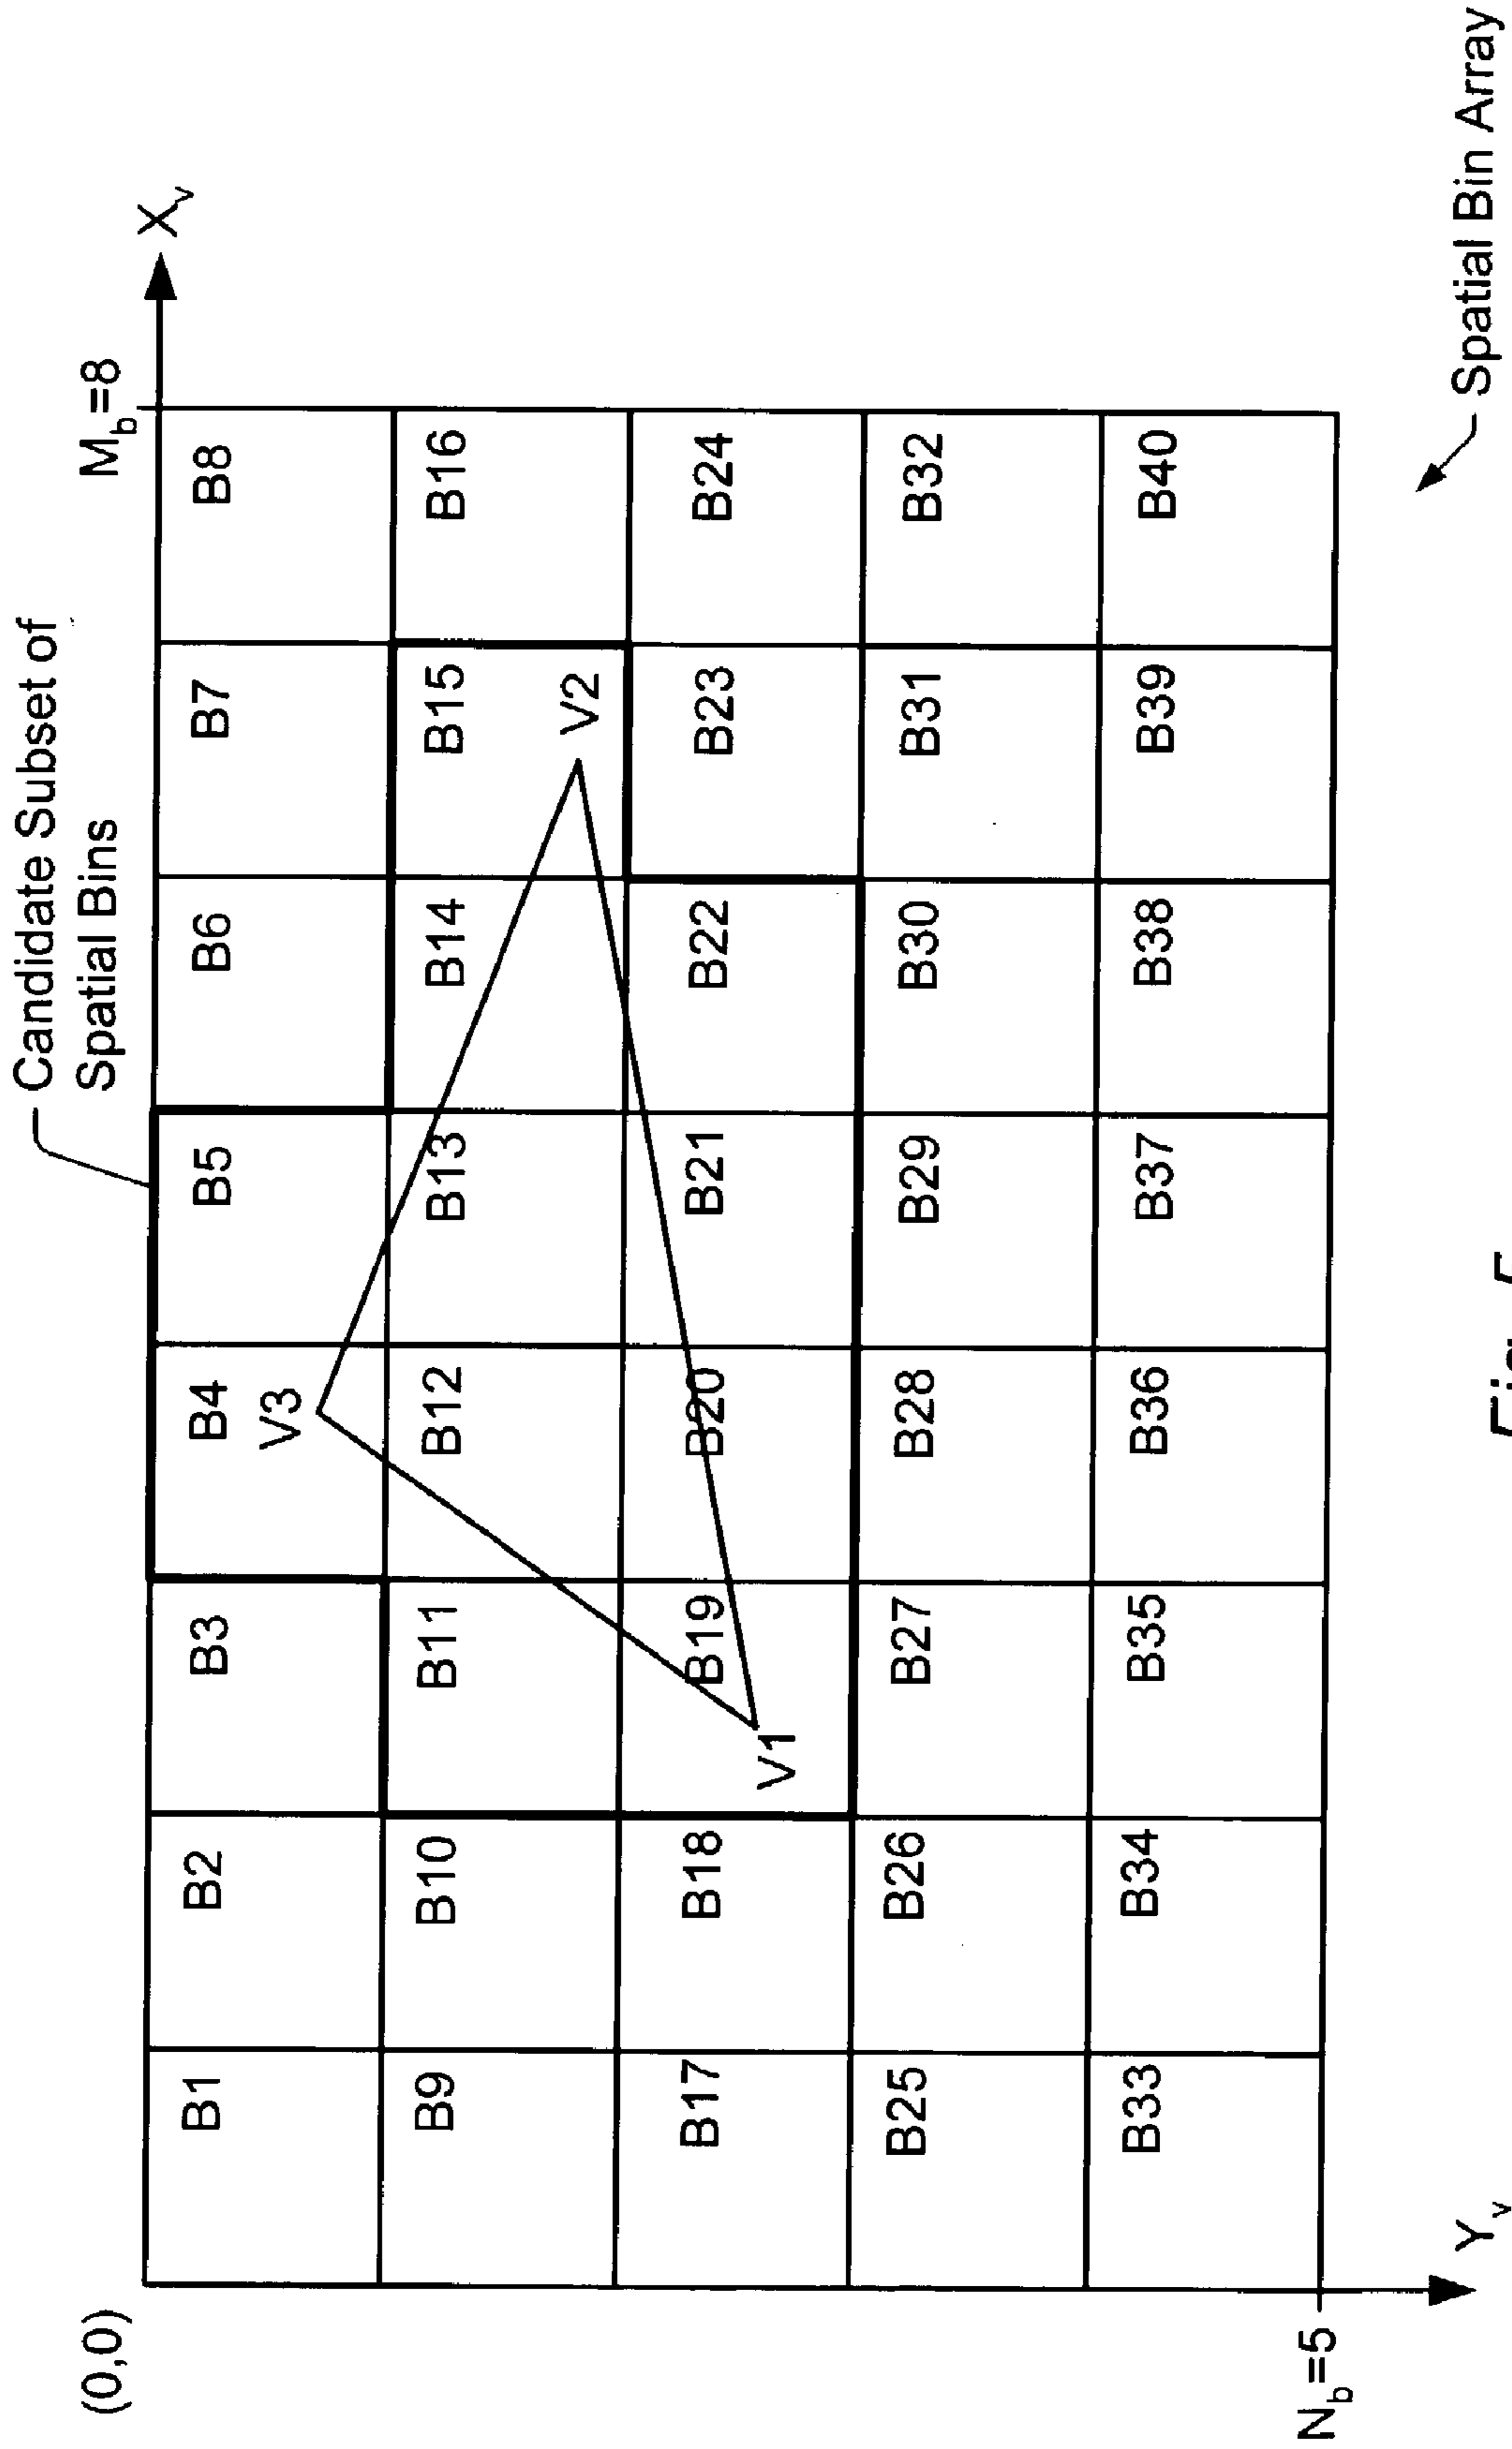 Candidate Subset of
Spatial Bins
(0,0)
M_b=8
X_v
B1 B2 B3 B4 B5 B6 B7 B8
V3
B9 B10 B11 B12 B13 B14 B15 B16
V2
B17 B18 B19 B20 B21 B22 B23 B24
V1
B25 B26 B27 B28 B29 B30 B31 B32
B33 B34 B35 B36 B37 B38 B39 B40
N_b=5
Y_v
Spatial Bin Array